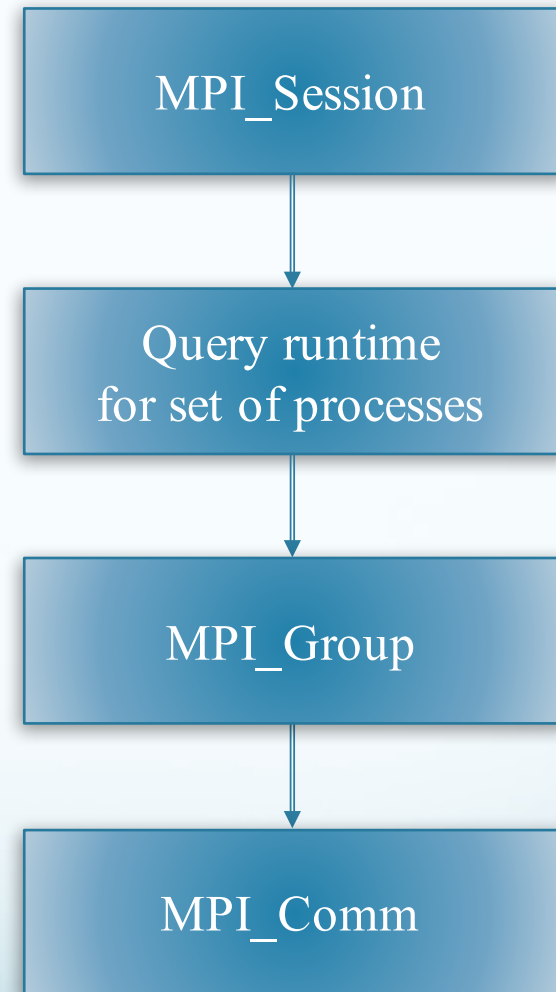 MPI_Session
Query runtime
for set of processes
MPI_Group
MPI_Comm